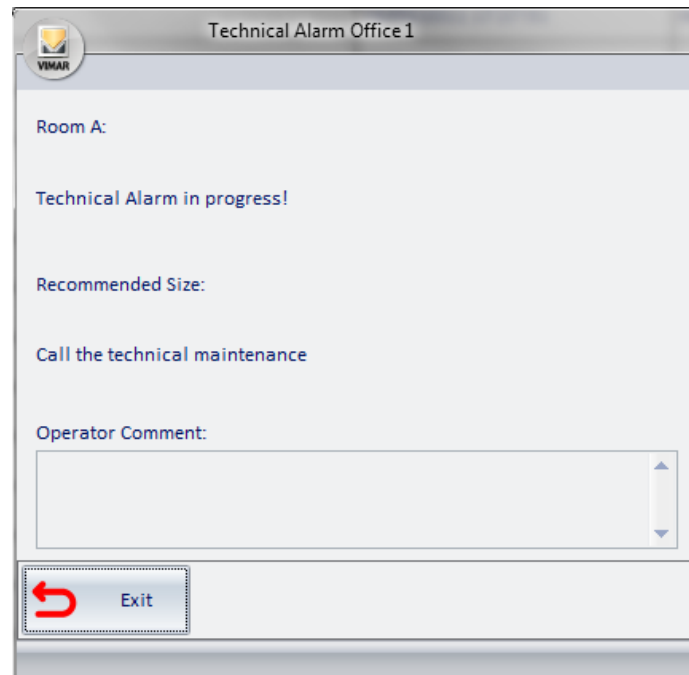 Technical Alarm Office 1
VIMAR
Room A:
Technical Alarm in progress!
Recommended Size:
Call the technical maintenance
Operator Comment:
Exit